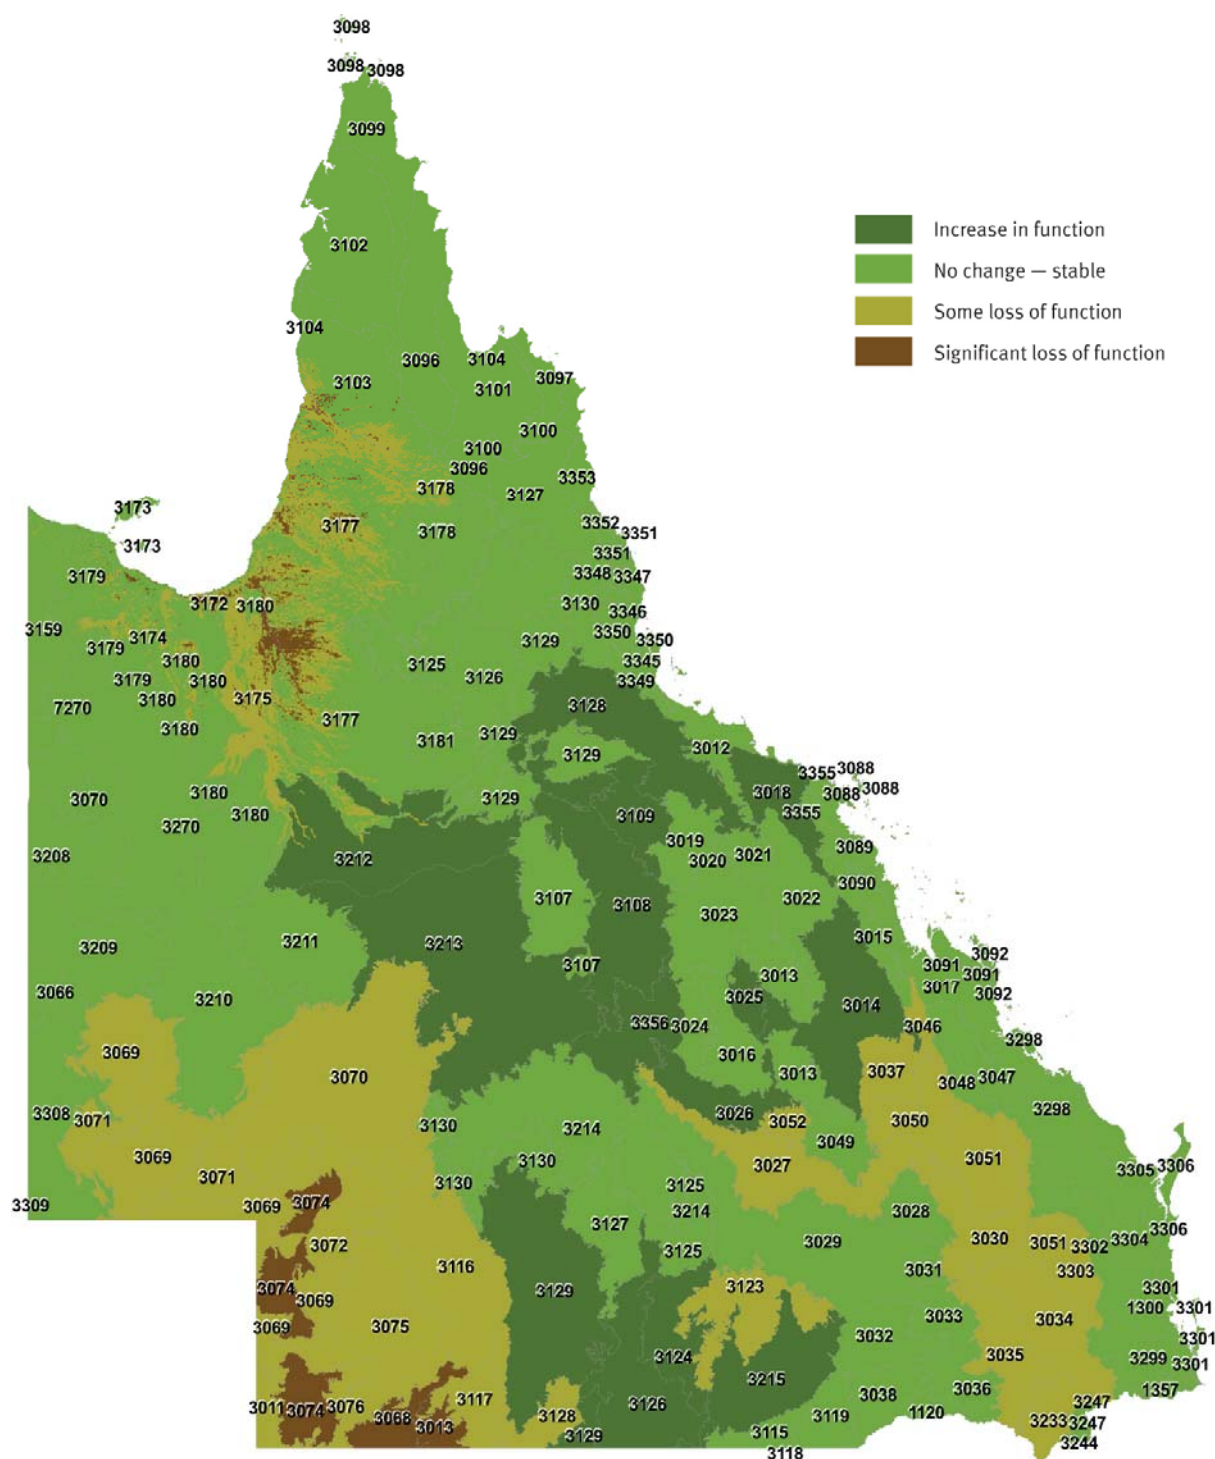 3098
3098 3098
3099
Increase in function
3102
No change — stable
Some loss of function
3104
Significant loss of function
3096 3104
3103 3101 3097
3100
3100
3096
3178 3127 3353
3173
3177 3178 3352 3351
3173 3351
3179 3348 3347
3172 3180 3130 3346
3159 3174 3350 3350
3179 3129
3180 3125 3345
3179 3180 3126 3349
3180 3175
7270 3128
3177
3180 3181 3129 3012
3129
3355 3088
3070 3180 3129 3018 3088 3088
3270 3180 3109 3355
3208 3212 3019 3020 3021 3089
3090
3107 3108 3022
3023
3209 3211 3213 3015
3107 3013 3091 3092
3091
3066 3210 3025 3014 3017 3092
3356 3024 3046
3069 3016 3298
3070 3013 3037 3048 3047
3308 3071 3130 3214 3026 3052 3050 3298
3049
3069 3130 3027 3051 3305 3306
3071 3130 3125
3309 3069 3074 3214 3028
3127 3306
3072 3125 3029 3030 3051 3302 3304
3116 3031 3303
3074 3129 3123 3301
3069 1300 3301
3069 3075 3032 3033 3034
3301
3124 3035 3299 3301
3215
3011 3074 3076 3117 3126 3038 3036 1357
3068 3013 3128 3119 1120 3247
3129 3115 3233 3247
3118 3244